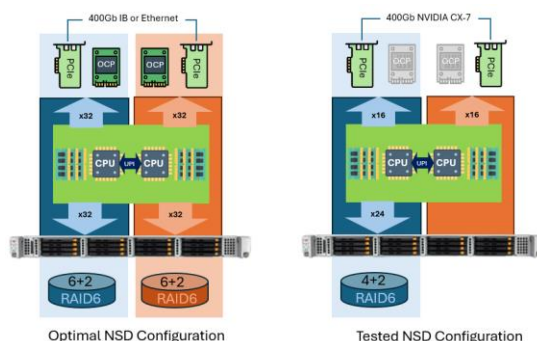 400Gb IB or Ethernet
PCIe
OCP
OCP
PCIe
x32
x32
CPU
UPI
CPU
x32
x32
6+2
RAID6
6+2
RAID6
Optimal NSD Configuration
400Gb NVIDIA CX-7
PCIe
OCP
OCP
PCIe
x16
x16
CPU
UPI
CPU
x24
4+2
RAID6
Tested NSD Configuration